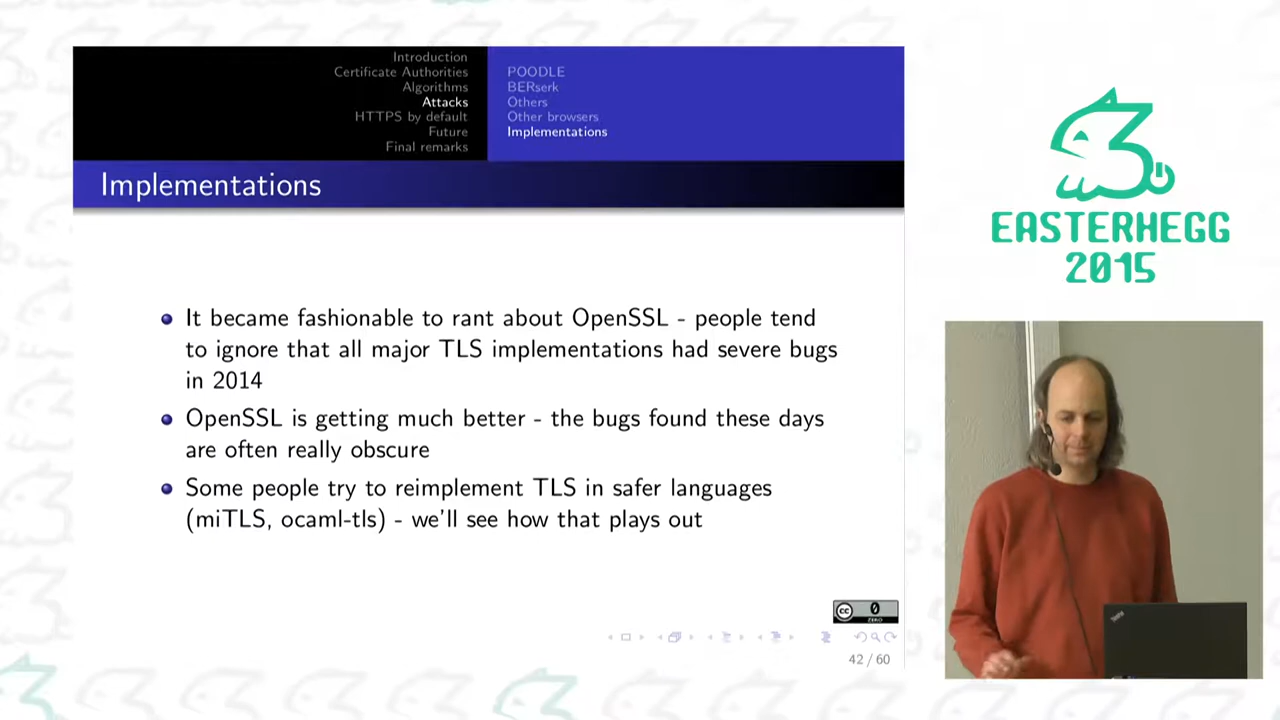 Introduction
Certificate Authorities
Algorithms
Attacks
HTTPS by default
Future
Final remarks
POODLE
BERserk
Others
Other browsers
Implementations
Implementations
It became fashionable to rant about OpenSSL - people tend
to ignore that all major TLS implementations had severe bugs
in 2014
OpenSSL is getting much better - the bugs found these days
are often really obscure
Some people try to reimplement TLS in safer languages
(miTLS, ocaml-tls) - we'll see how that plays out
cc 0
ZERO
42 / 60
EASTERHEGG
2015
ThinkPad